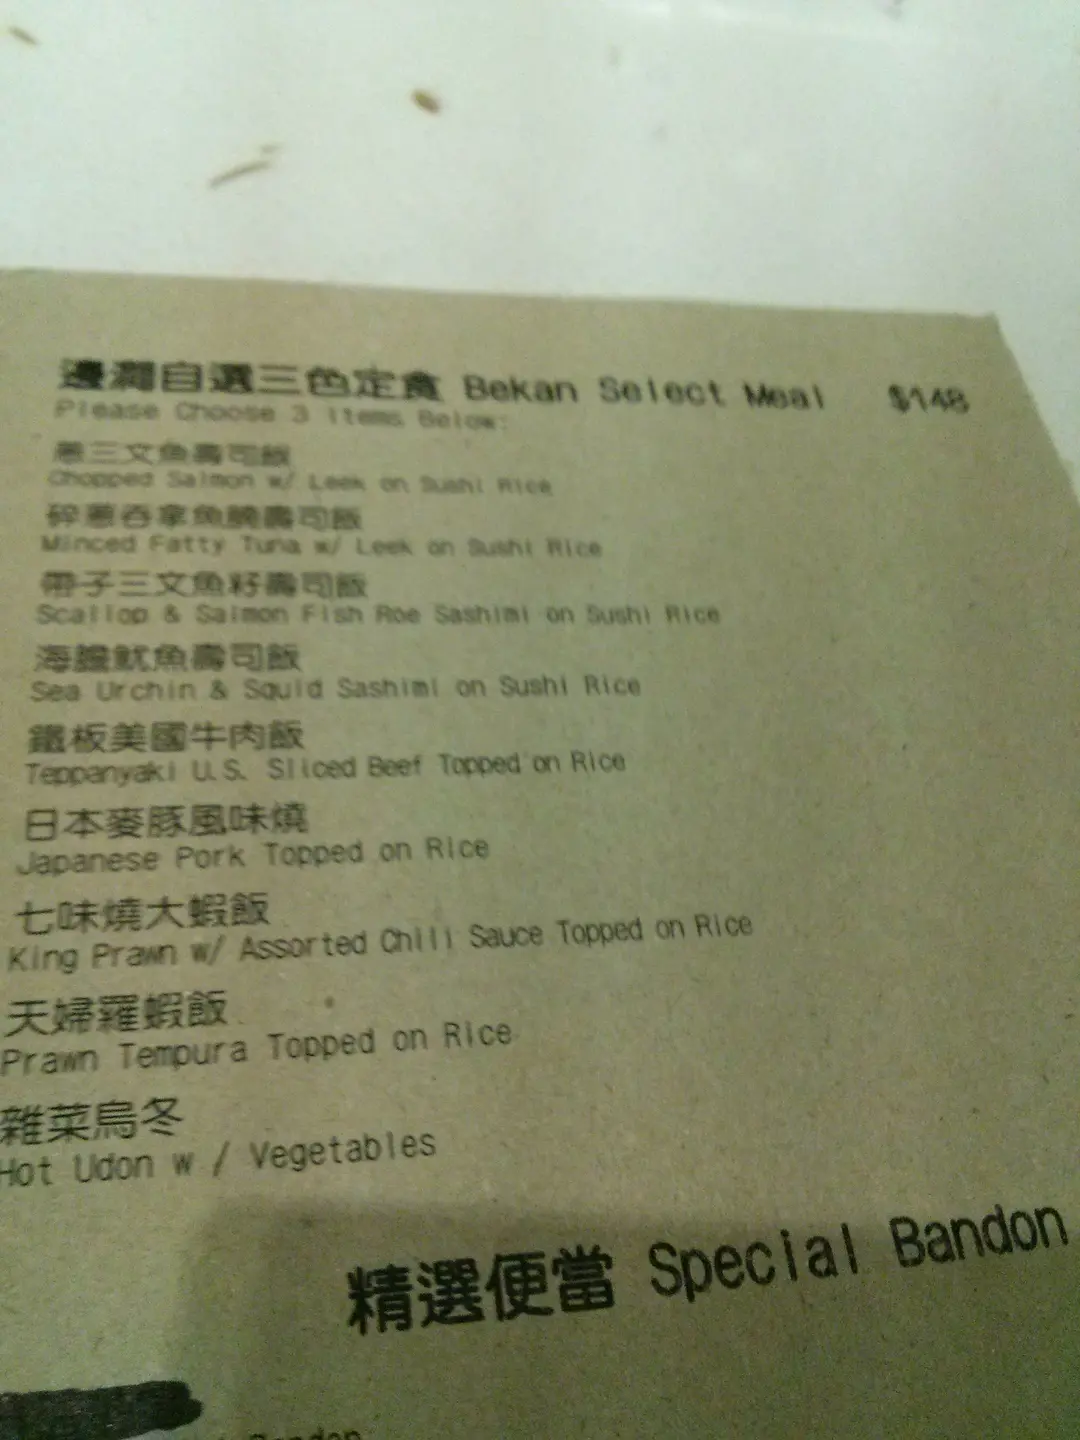 邊澗自選三色定食 Bekan Select Meal $148
Please Choose 3 Items Below:
蔥三文魚壽司飯
Chopped Salmon w/ Leek on Sushi Rice
碎蔥吞拿魚腩壽司飯
Minced Fatty Tuna w/ Leek on Sushi Rice
帶子三文魚籽壽司飯
Scallop & Salmon Fish Roe Sashimi on Sushi Rice
海膽魷魚壽司飯
Sea Urchin & Squid Sashimi on Sushi Rice
鐵板美國牛肉飯
Teppanyaki U.S. Sliced Beef Topped on Rice
日本麥豚風味燒
Japanese Pork Topped on Rice
七味燒大蝦飯
King Prawn w/ Assorted Chili Sauce Topped on Rice
天婦羅蝦飯
Prawn Tempura Topped on Rice
雜菜烏冬
Hot Udon w / Vegetables
精選便當 Special Bandon
Bandon